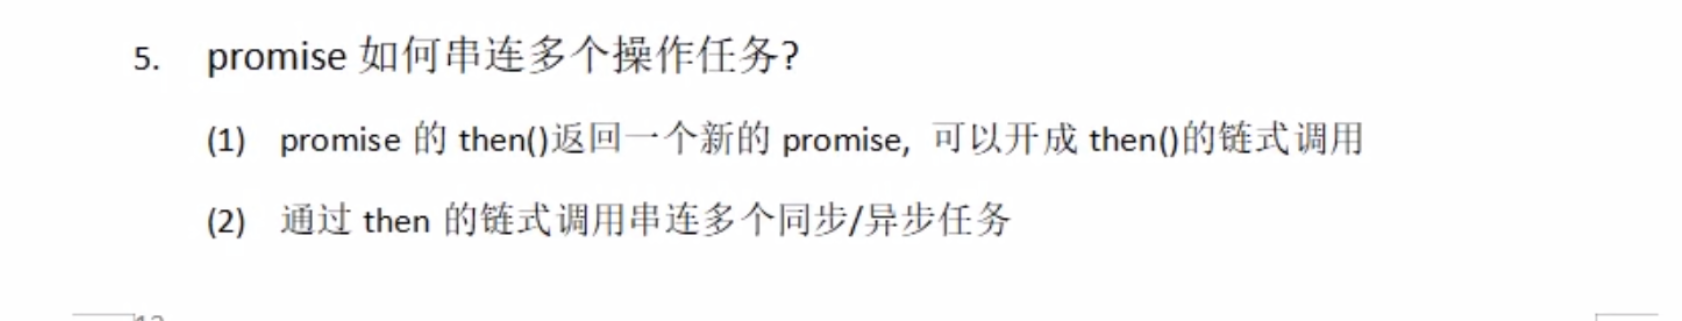 5. promise 如何串连多个操作任务?
(1) promise 的 then()返回一个新的 promise, 可以开成 then()的链式调用
(2) 通过 then 的链式调用串连多个同步/异步任务